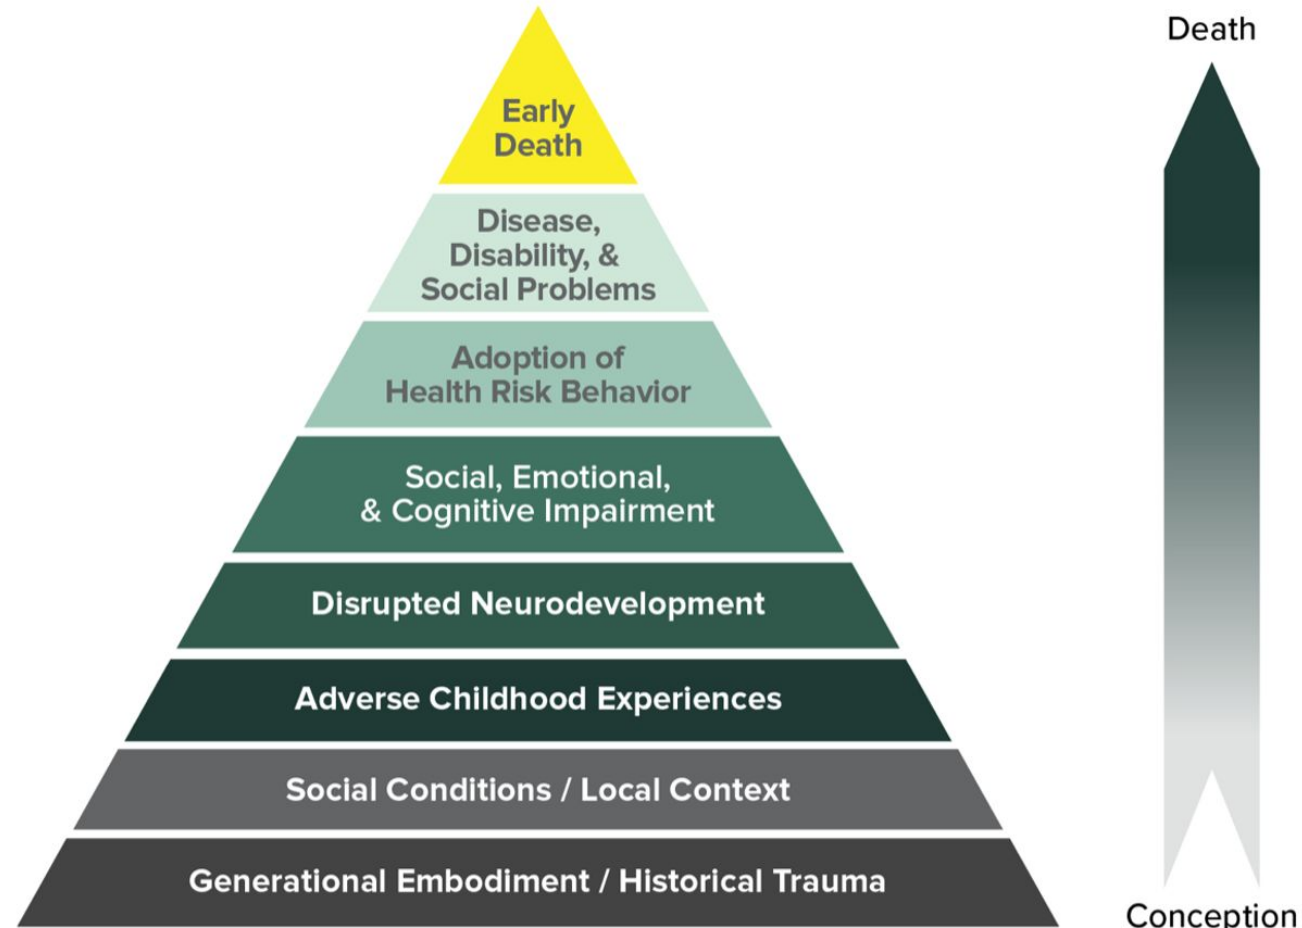 Death
Early
Death
Disease,
Disability, &
Social Problems
Adoption of
Health Risk Behavior
Social, Emotional,
& Cognitive Impairment
Disrupted Neurodevelopment
Adverse Childhood Experiences
Social Conditions / Local Context
Generational Embodiment / Historical Trauma
Conception